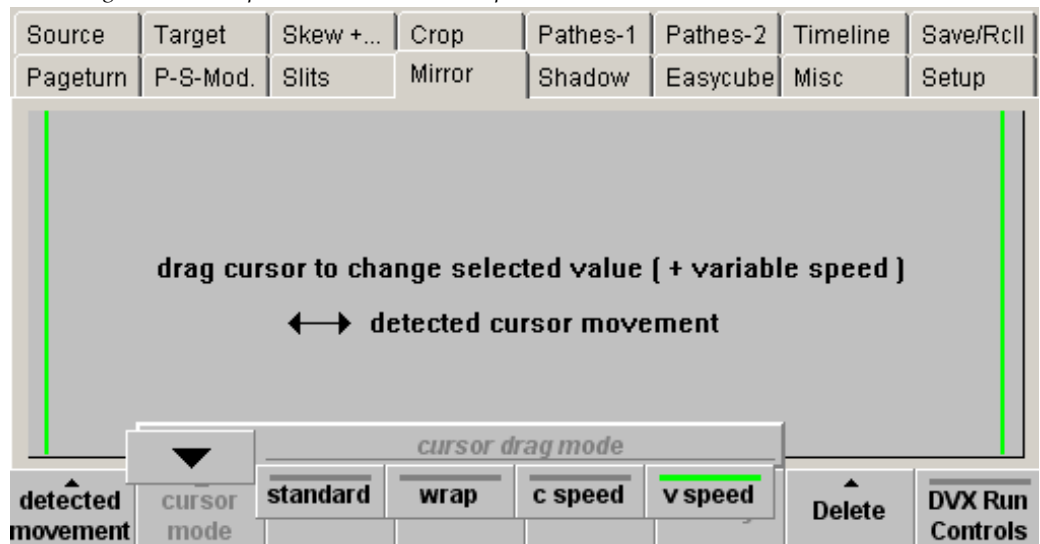 Source Target Skew +... Crop Pathes-1 Pathes-2 Timeline Save/Rcll
Pageturn P-S-Mod. Slits Mirror Shadow Easycube Misc Setup
drag cursor to change selected value ( + variable speed )
detected cursor movement
cursor drag mode
standard wrap c speed v speed
detected movement
cursor mode
Delete
DVX Run Controls